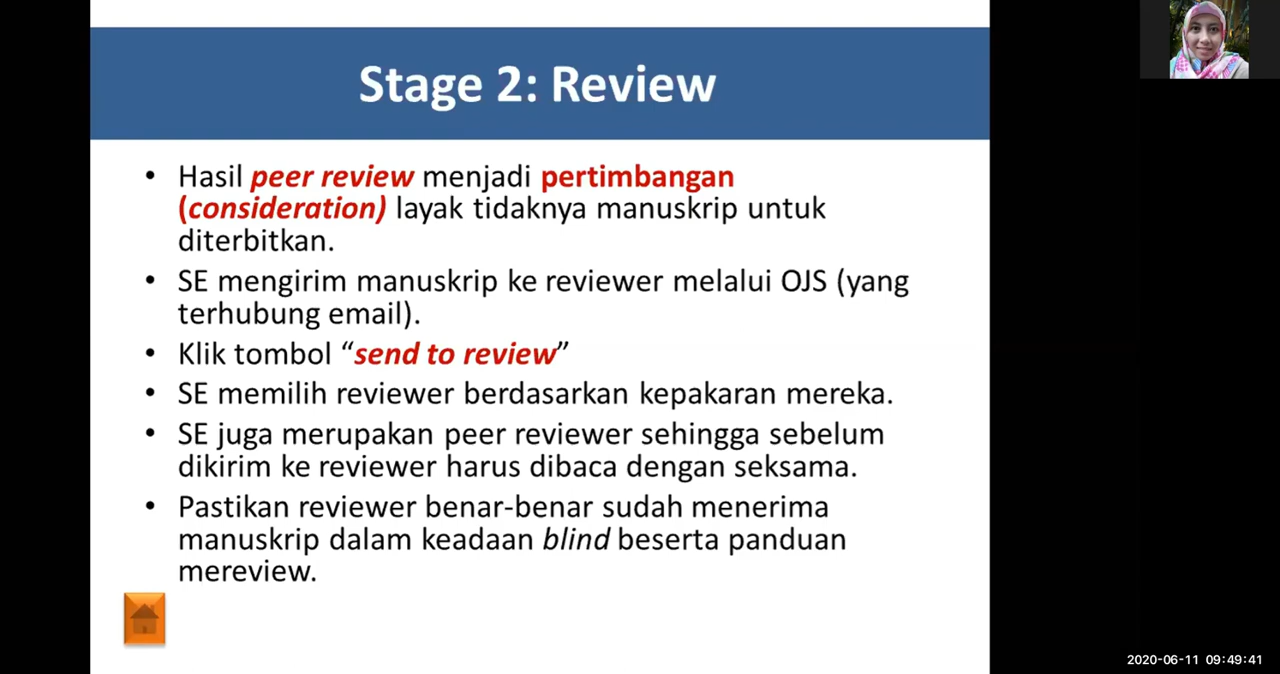 Stage 2: Review
• Hasil peer review menjadi pertimbangan
(consideration) layak tidaknya manuskrip untuk
diterbitkan.
• SE mengirim manuskrip ke reviewer melalui OJS (yang
terhubung email).
• Klik tombol “send to review”
• SE memilih reviewer berdasarkan kepakaran mereka.
• SE juga merupakan peer reviewer sehingga sebelum
dikirim ke reviewer harus dibaca dengan seksama.
• Pastikan reviewer benar-benar sudah menerima
manuskrip dalam keadaan blind beserta panduan
mereview.
2020-06-11 09:49:41